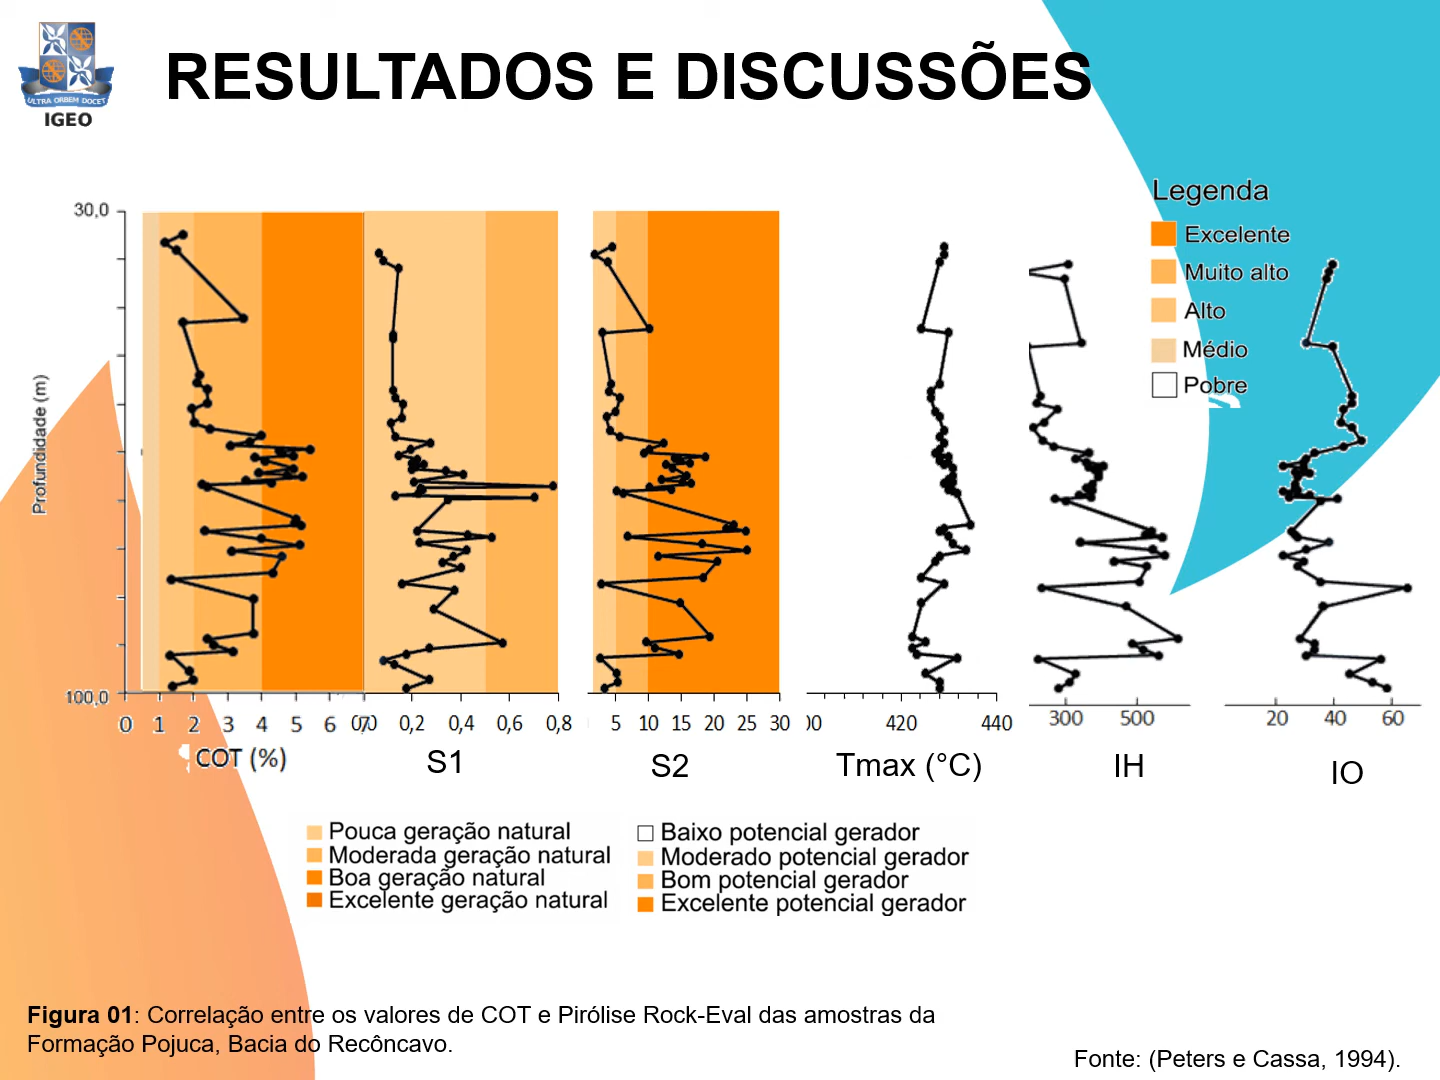 ULTRA ORBEM DOCET
IGEO
RESULTADOS E DISCUSSÕES
Legenda
Excelente
Muito alto
Alto
Médio
Pobre
30,0
Profundidade (m)
100,0
0 1 2 3 4 5 6
0,2 0,4 0,6 0,8
5 10 15 20 25 30
00 420 440
300 500
20 40 60
COT (%)
S1
S2
Tmax (°C)
IH
IO
Pouca geração natural
Moderada geração natural
Boa geração natural
Excelente geração natural
Baixo potencial gerador
Moderado potencial gerador
Bom potencial gerador
Excelente potencial gerador
Figura 01: Correlação entre os valores de COT e Pirólise Rock-Eval das amostras da
Formação Pojuca, Bacia do Recôncavo.
Fonte: (Peters e Cassa, 1994).